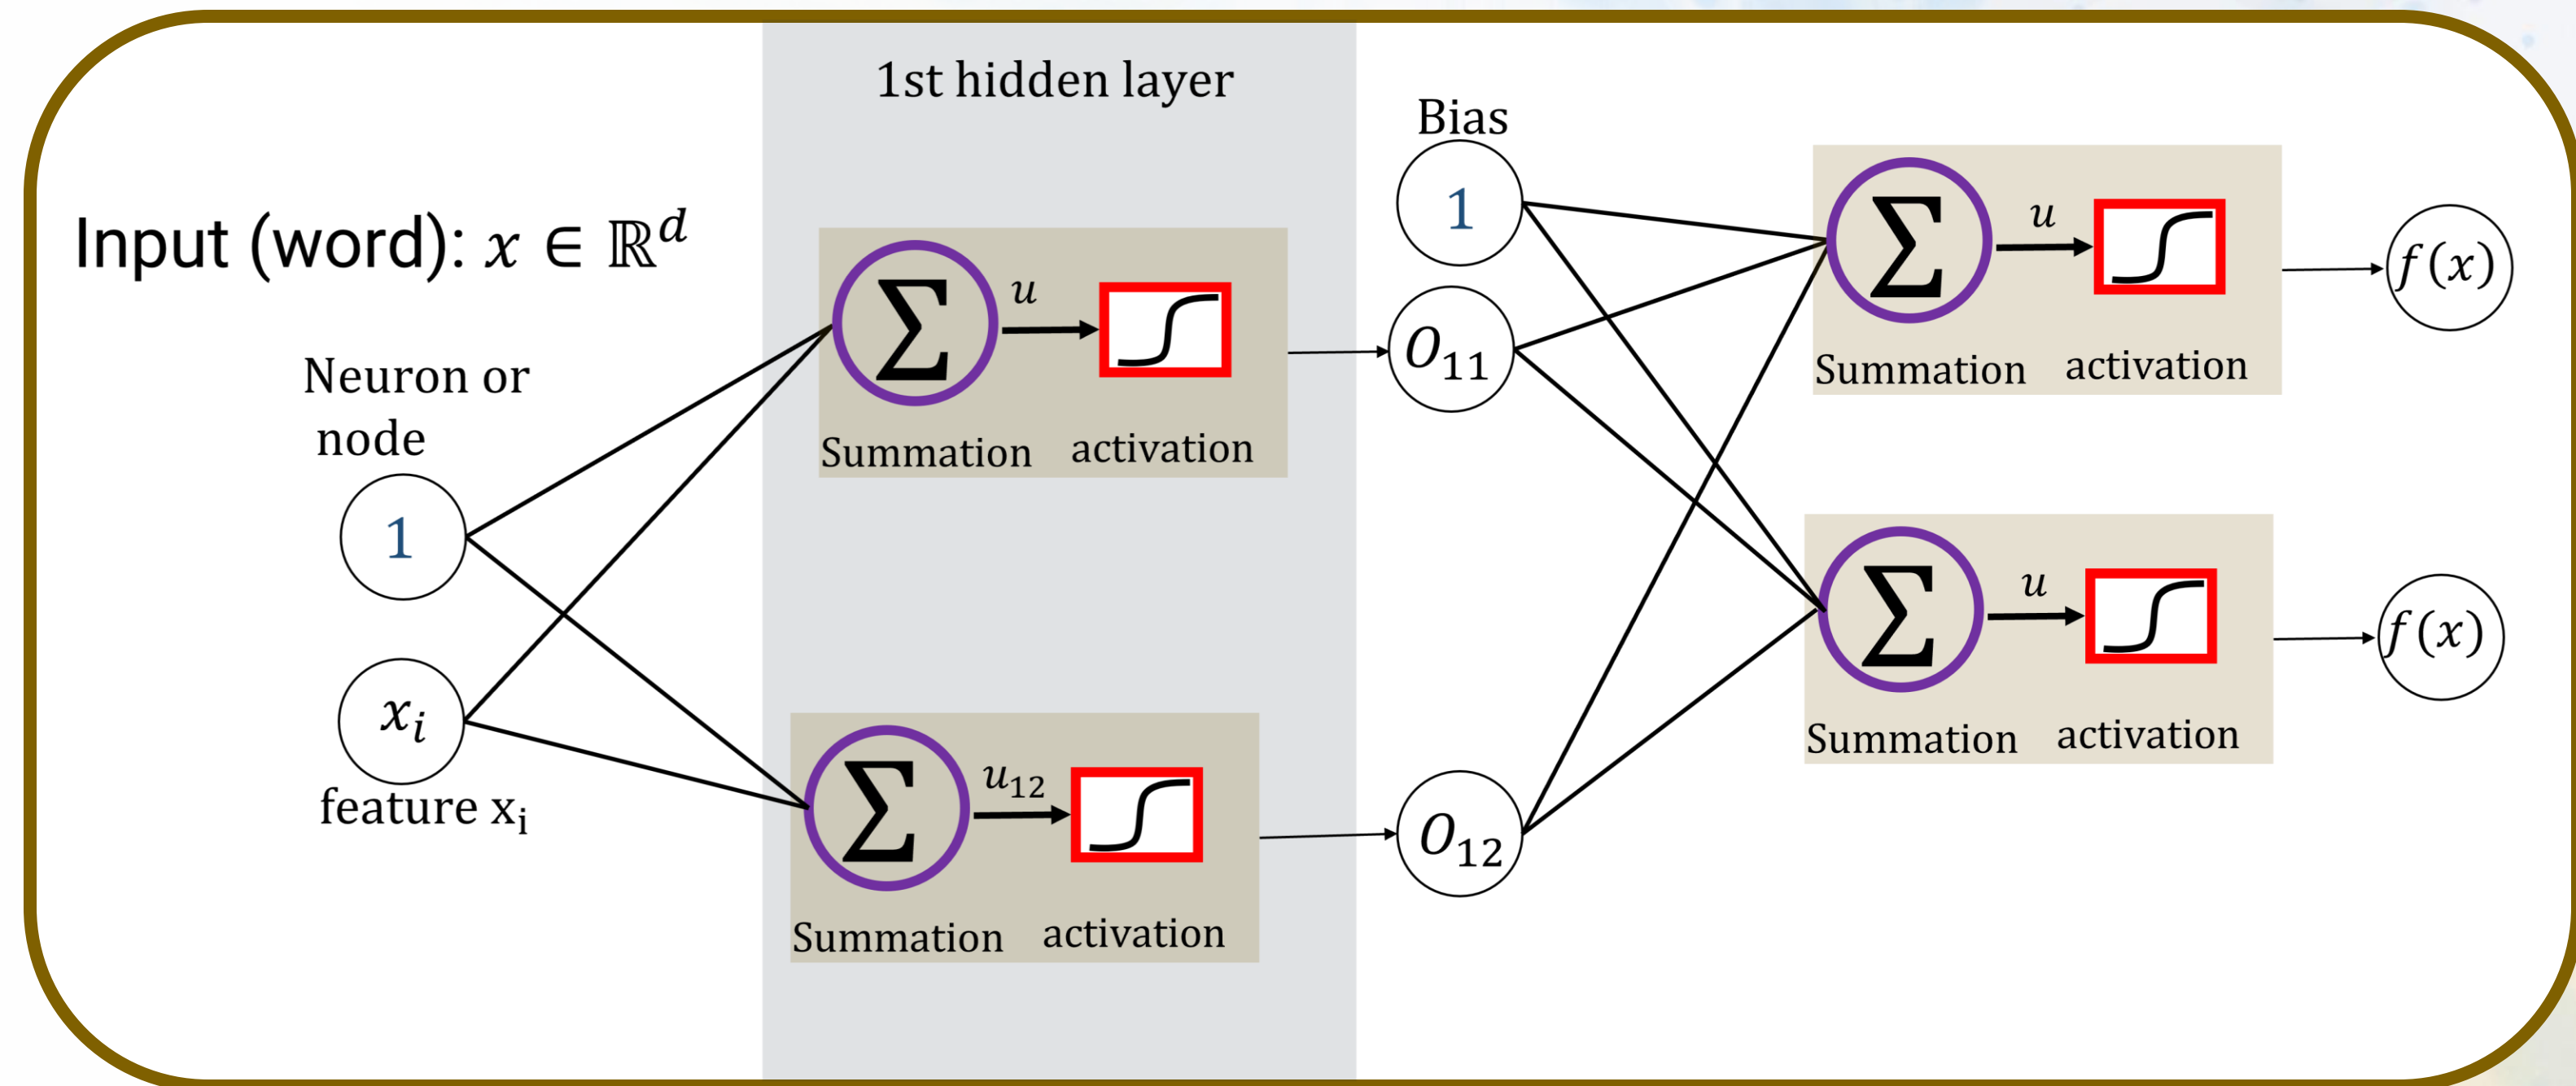 1st hidden layer
Input (word): x ∈ ℝᵈ
Neuron or
node
1
xᵢ
feature xᵢ
Σ
u
Summation activation
Σ
u₁₂
Summation activation
Bias
1
O₁₁
O₁₂
Σ
u
Summation activation
f(x)
Σ
u
Summation activation
f(x)